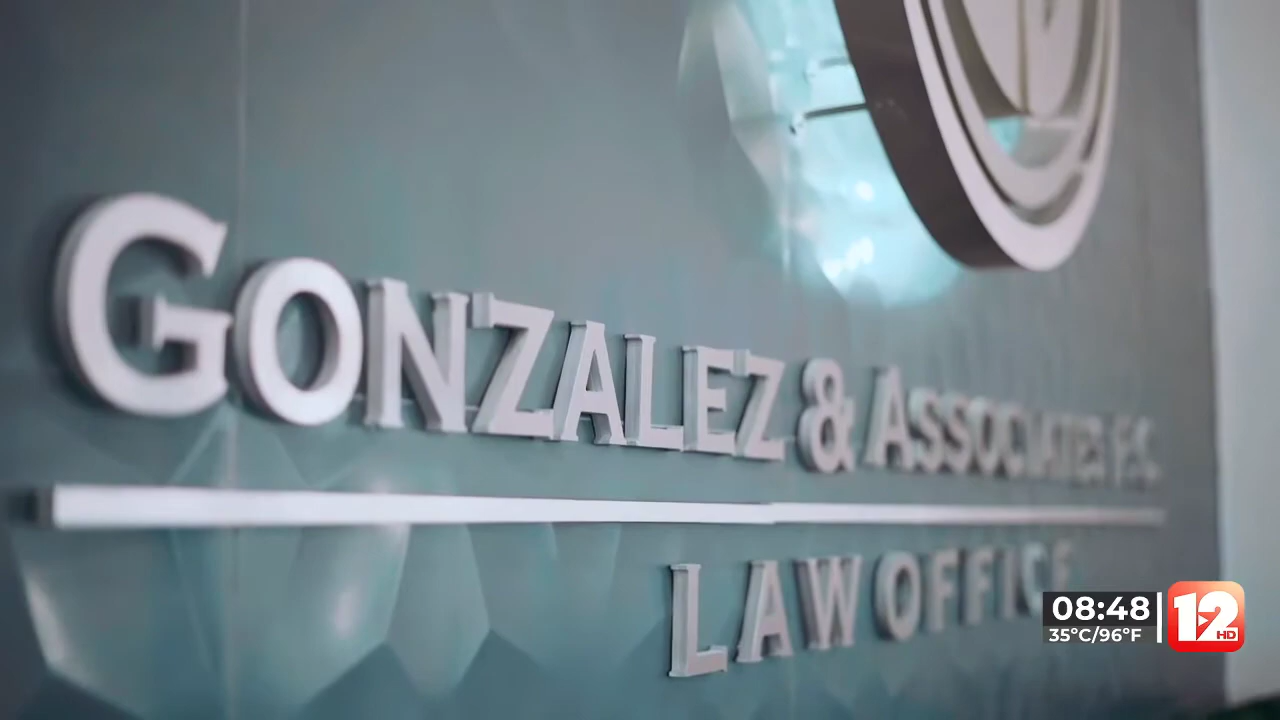 GONZALEZ & ASSOCIATES P.C.
LAW OFFICE
08:48
35°C/96°F
12
HD